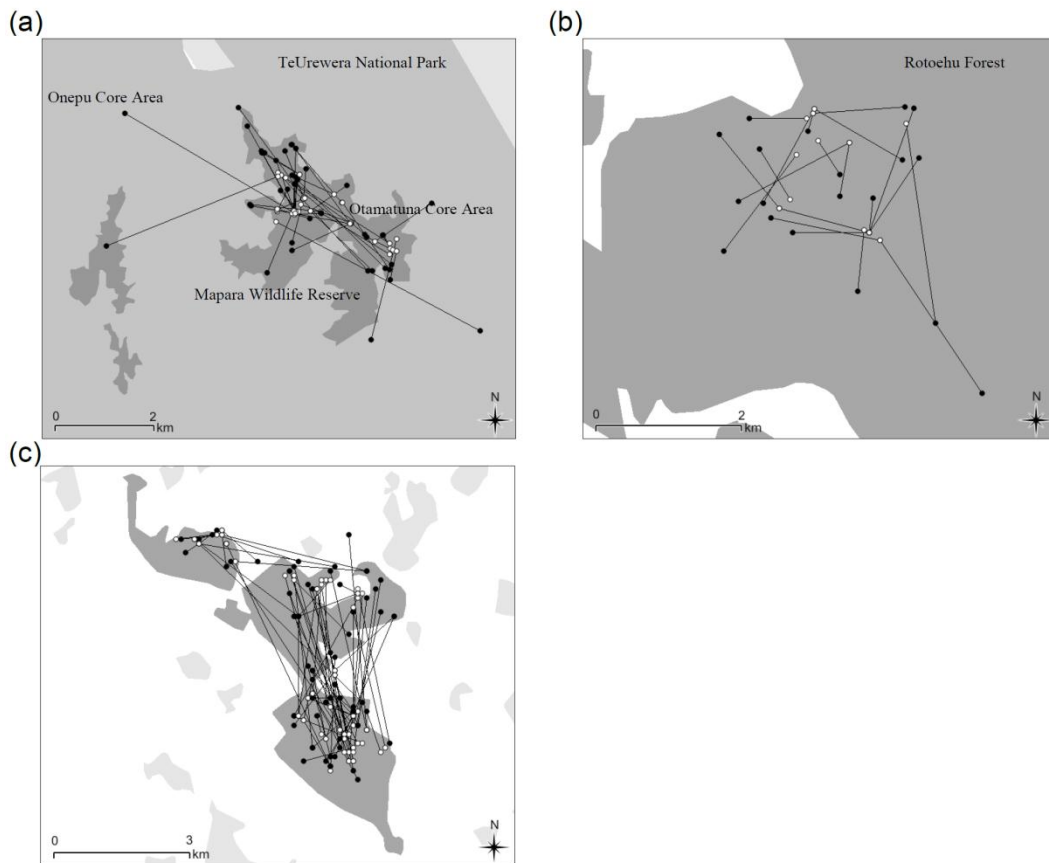 (a)
TeUrewera National Park
Onepu Core Area
Otamatuna Core Area
Mapara Wildlife Reserve
0 2
km
N
(b)
Rotoehu Forest
0 2
km
N
(c)
0 3
km
N